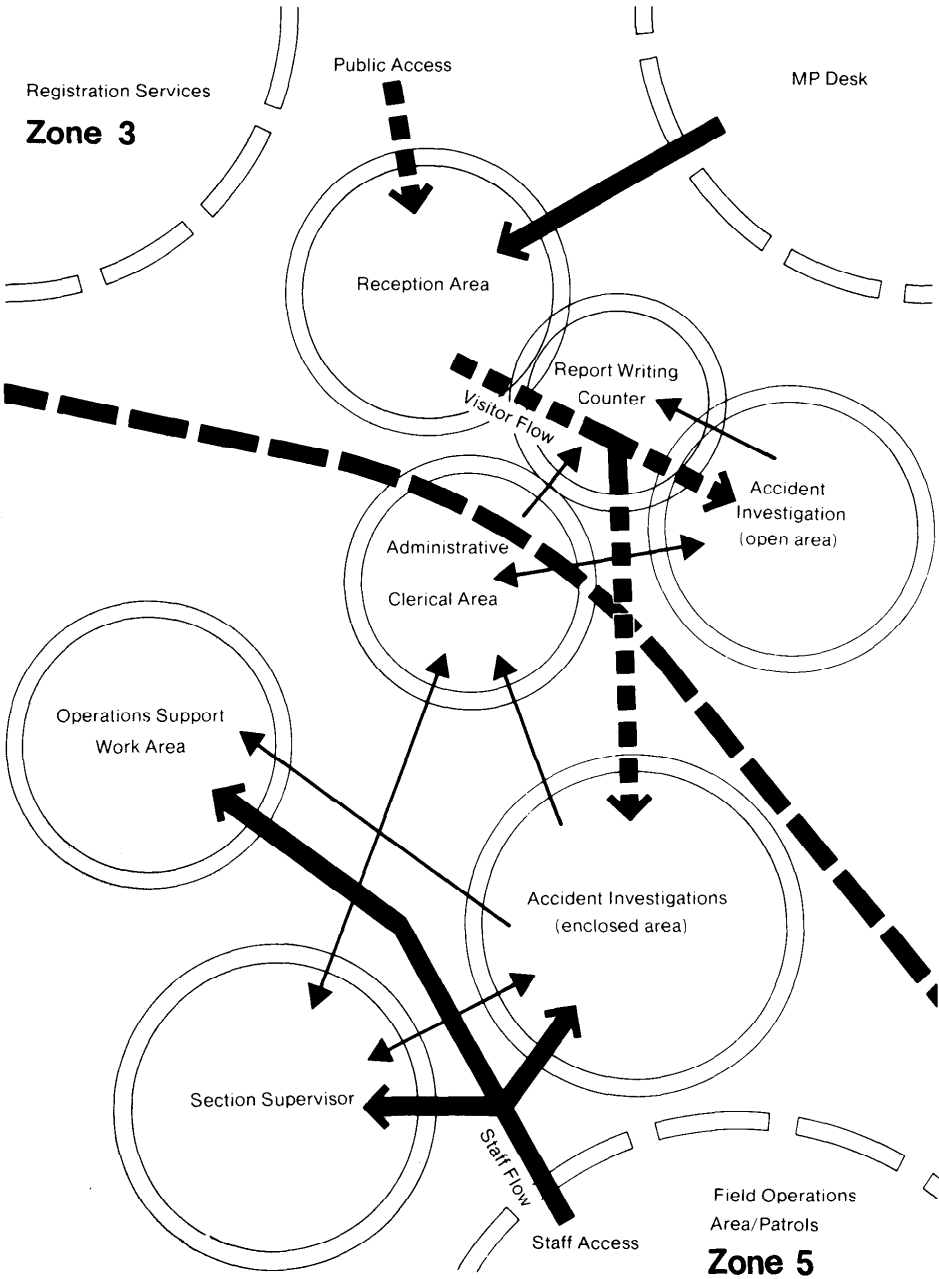 Public Access
Registration Services
Zone 3
MP Desk
Reception Area
Report Writing
Counter
Visitor Flow
Accident
Investigation
(open area)
Administrative
Clerical Area
Operations Support
Work Area
Accident Investigations
(enclosed area)
Section Supervisor
Staff Flow
Staff Access
Field Operations
Area/Patrols
Zone 5